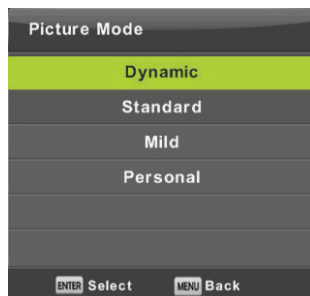 Picture Mode
Dynamic
Standard
Mild
Personal
ENTER Select MENU Back